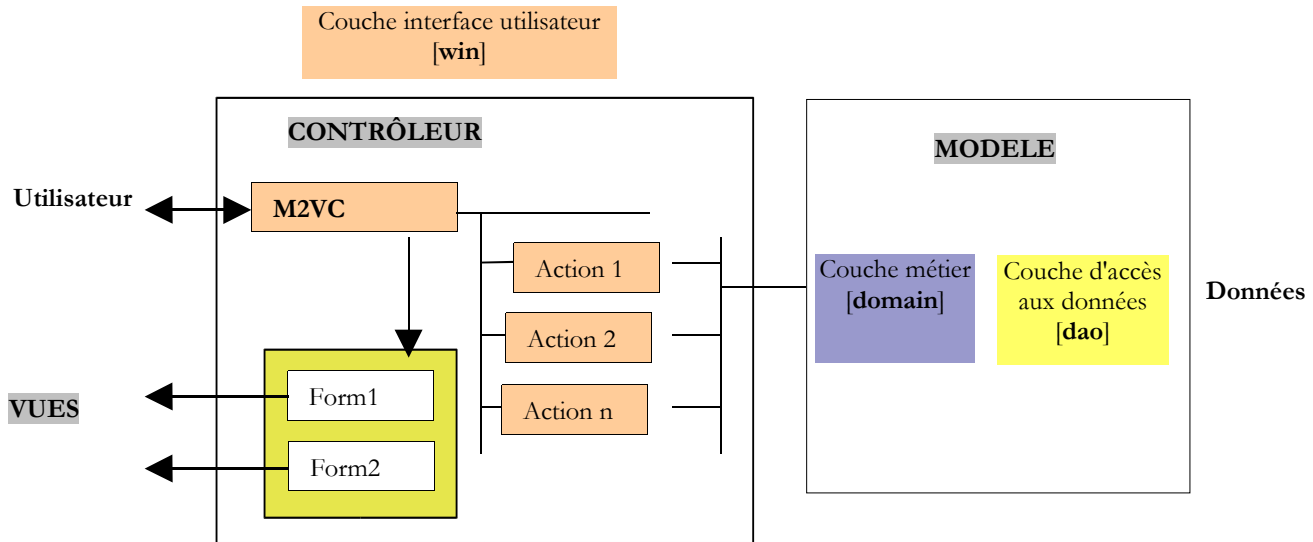 Couche interface utilisateur
[win]
CONTRÔLEUR
MODELE
Utilisateur
M2VC
Action 1
Action 2
Action n
Couche métier
[domain]
Couche d'accès
aux données
[dao]
Données
VUES
Form1
Form2